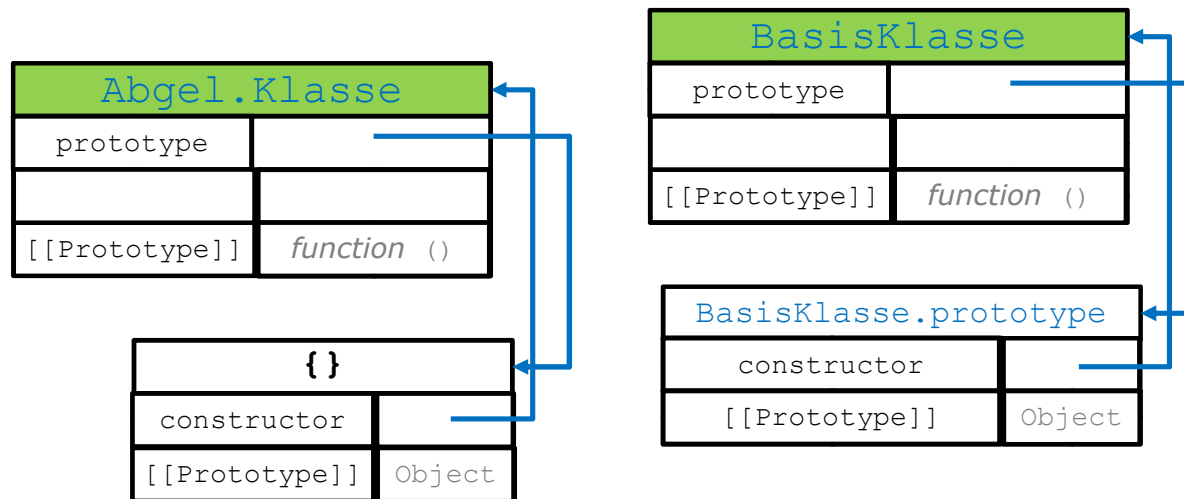 Abgel.Klasse
prototype
[[Prototype]] function ()
{}
constructor
[[Prototype]] Object
BasisKlasse
prototype
[[Prototype]] function ()
BasisKlasse.prototype
constructor
[[Prototype]] Object